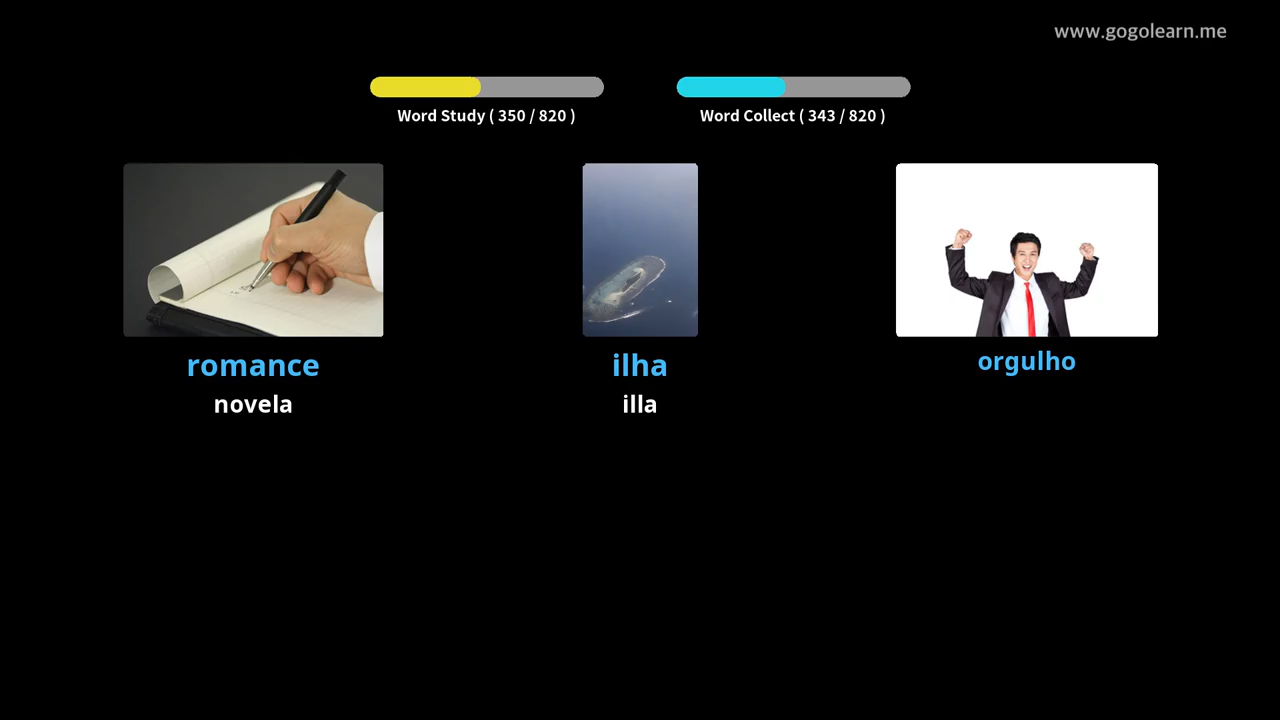 www.gogolearn.me
Word Study ( 350 / 820 )
Word Collect ( 343 / 820 )
romance
novela
ilha
illa
orgulho